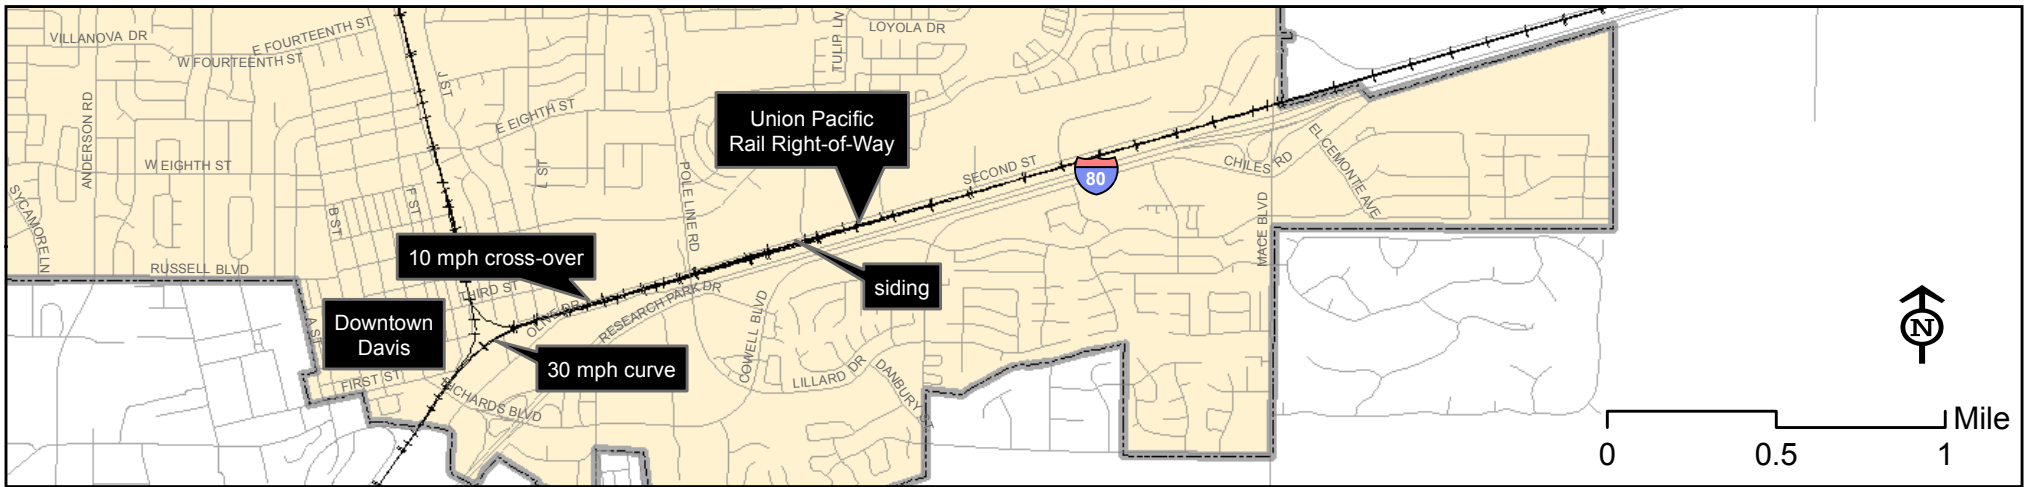 VILLANOVA DR
E FOURTEENTH ST
W FOURTEENTH ST
TULIP LN
LOYOLA DR
ANDERSON RD
J ST
E EIGHTH ST
L ST
W EIGHTH ST
SYCAMORE LN
B ST
F ST
POLE LINE RD
Union Pacific
Rail Right-of-Way
SECOND ST
80
CHILES RD
EL CEMONTE AVE
MACE BLVD
RUSSELL BLVD
10 mph cross-over
THIRD ST
siding
OLIVE DR
RESEARCH PARK DR
COWELL BLVD
A ST
Downtown
Davis
30 mph curve
FIRST ST
RICHARDS BLVD
LILLARD DR
DANBURY
N
Mile
0
0.5
1